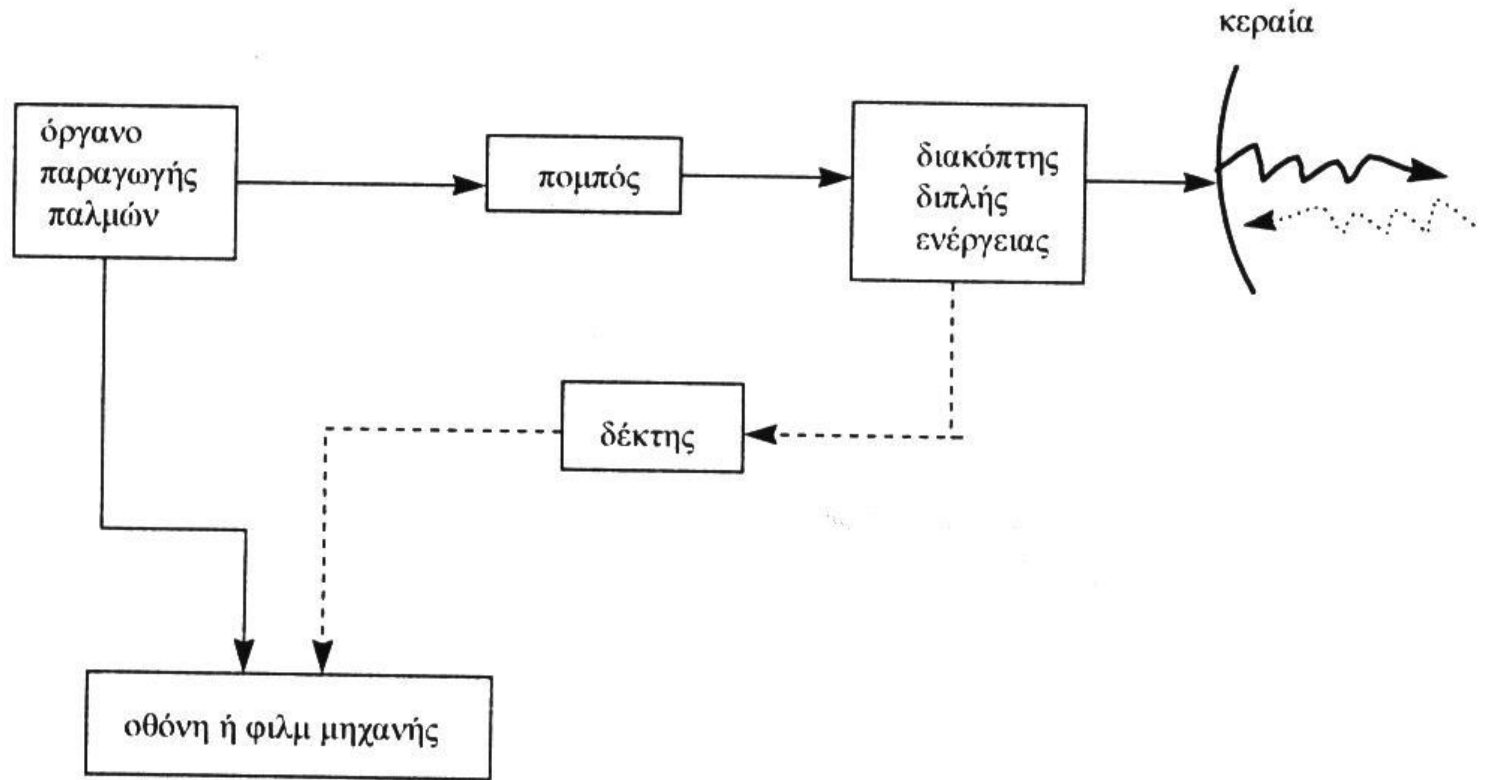 κεραία
όργανο
παραγωγής
παλμών
πομπός
διακόπτης
διπλής
ενέργειας
δέκτης
οθόνη ή φιλμ μηχανής